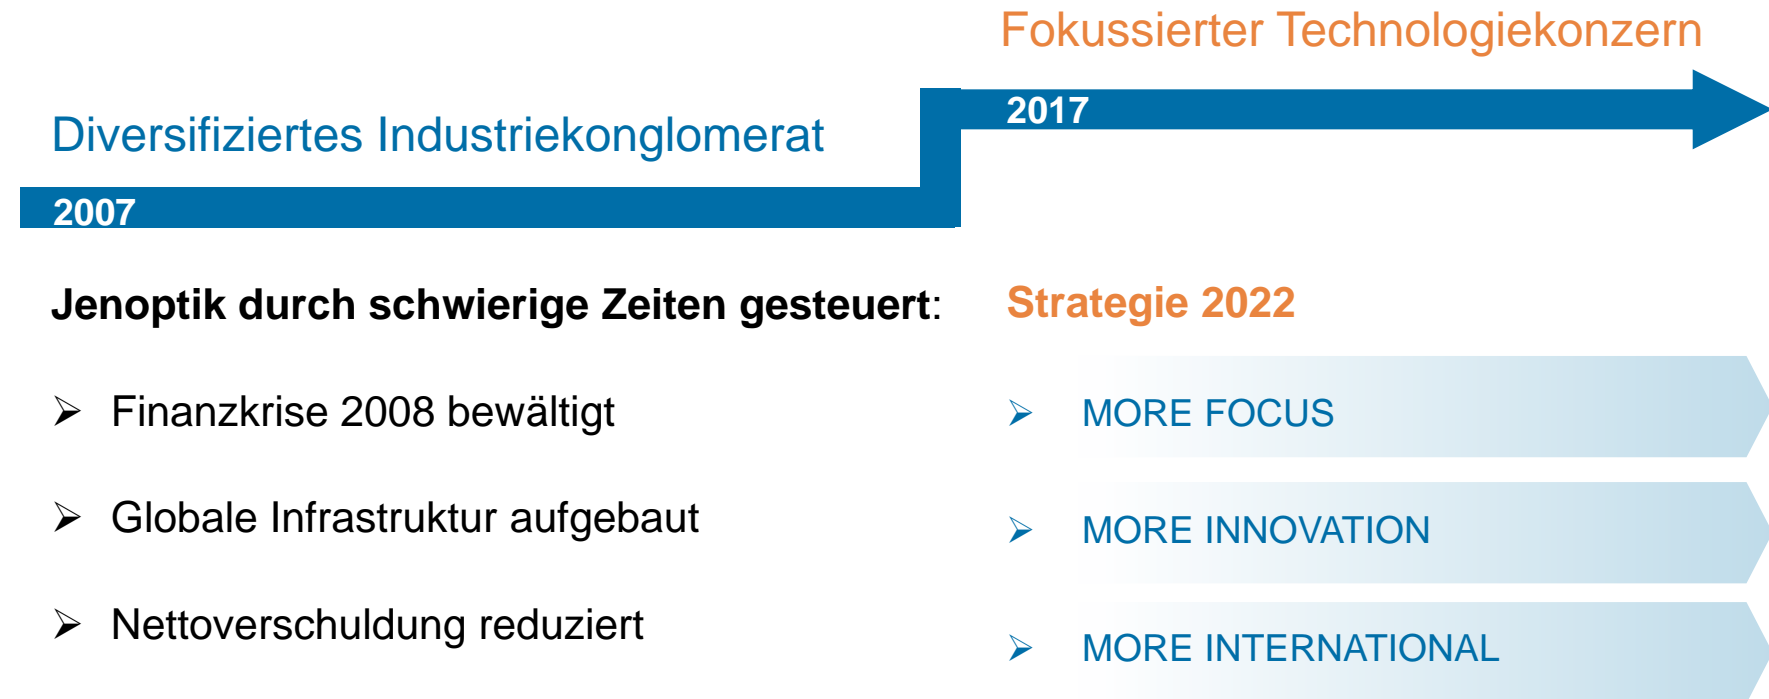 Fokussierter Technologiekonzern
2017
Diversifiziertes Industriekonglomerat
2007
Jenoptik durch schwierige Zeiten gesteuert:
➢ Finanzkrise 2008 bewältigt
➢ Globale Infrastruktur aufgebaut
➢ Nettoverschuldung reduziert
Strategie 2022
➢ MORE FOCUS
➢ MORE INNOVATION
➢ MORE INTERNATIONAL